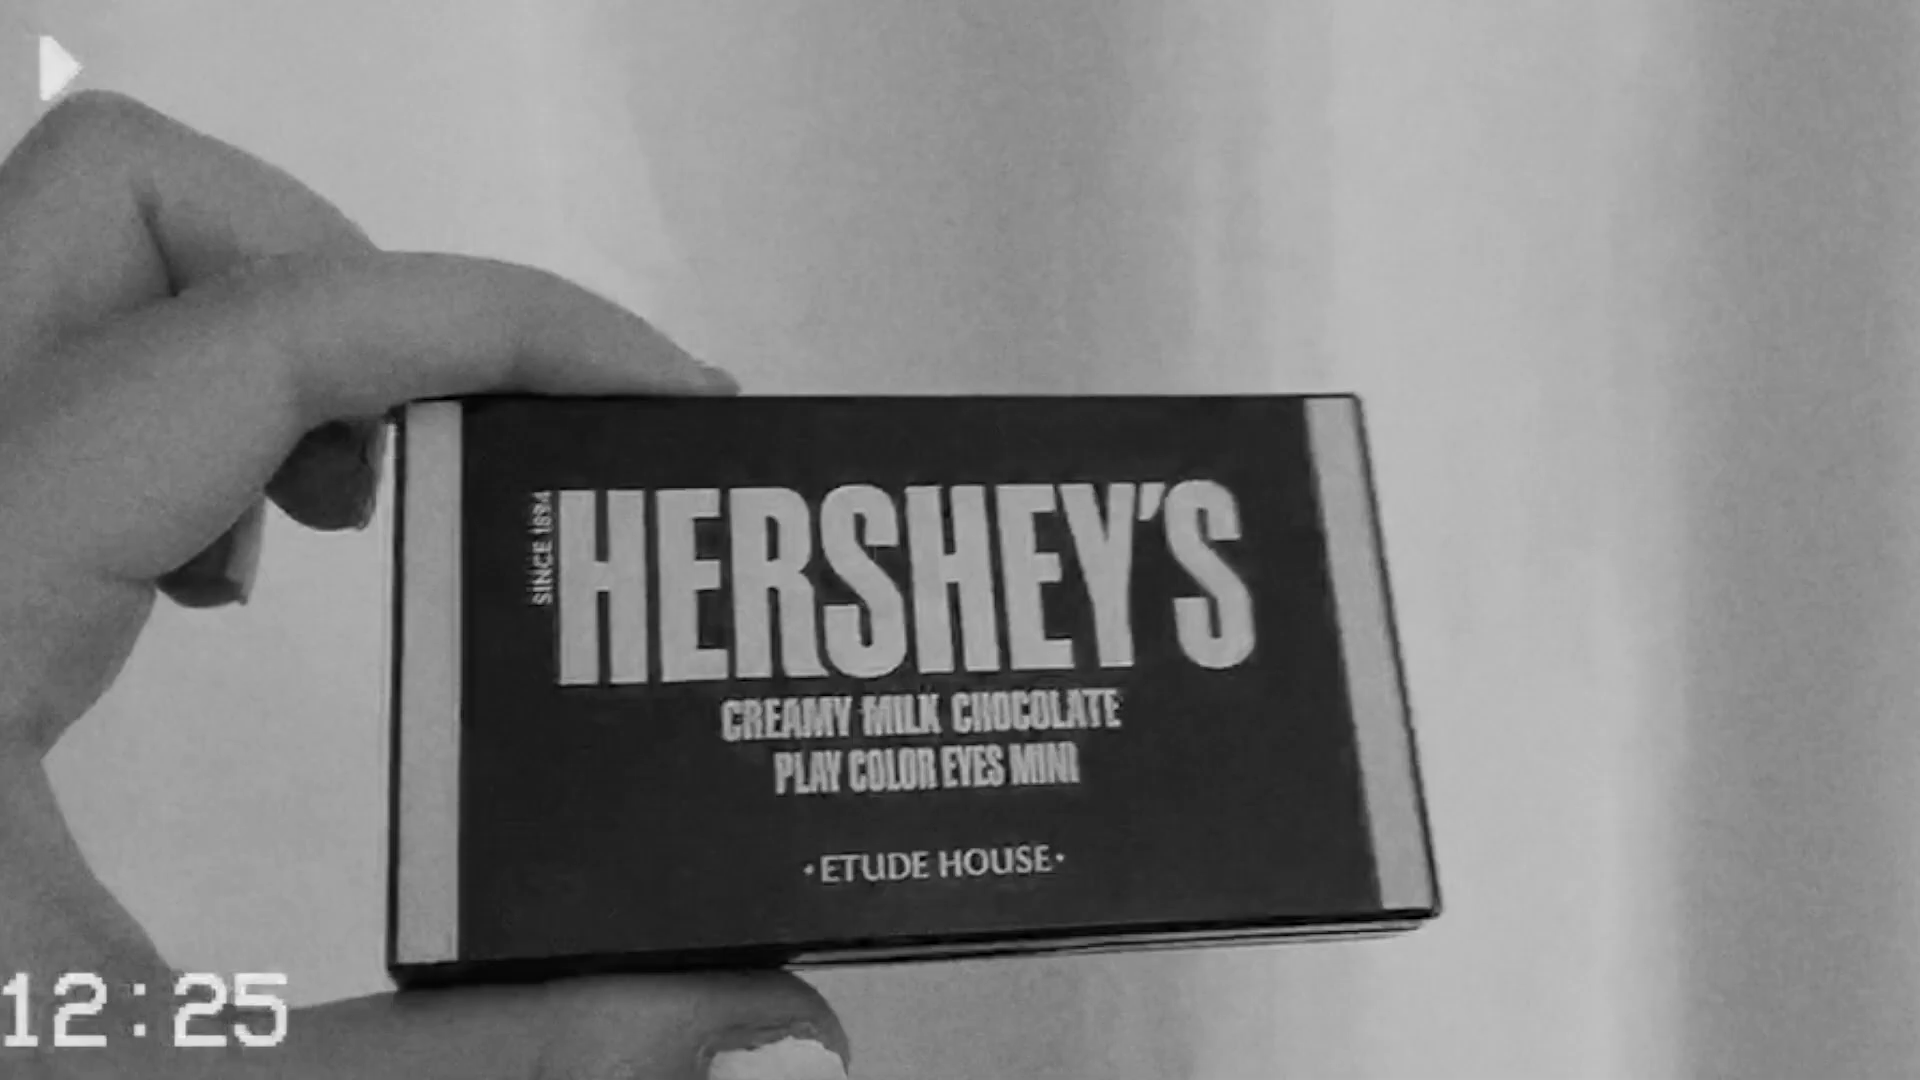 SINCE 1894
HERSHEY'S
CREAMY MILK CHOCOLATE
PLAY COLOR EYES MINI
·ETUDE HOUSE·
12:25